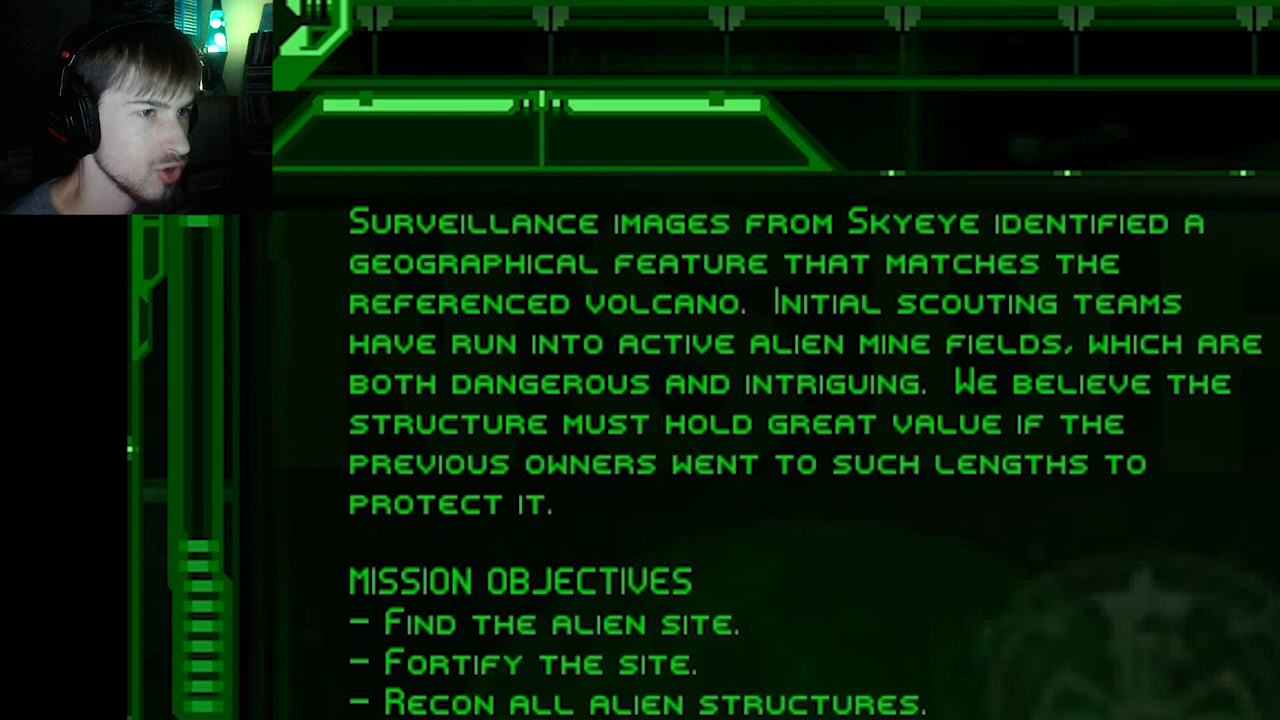 Surveillance images from Skyeye identified a
geographical feature that matches the
referenced volcano. Initial scouting teams
have run into active alien mine fields, which are
both dangerous and intriguing. We believe the
structure must hold great value if the
previous owners went to such lengths to
protect it.
MISSION OBJECTIVES
- Find the alien site.
- Fortify the site.
- Recon all alien structures.